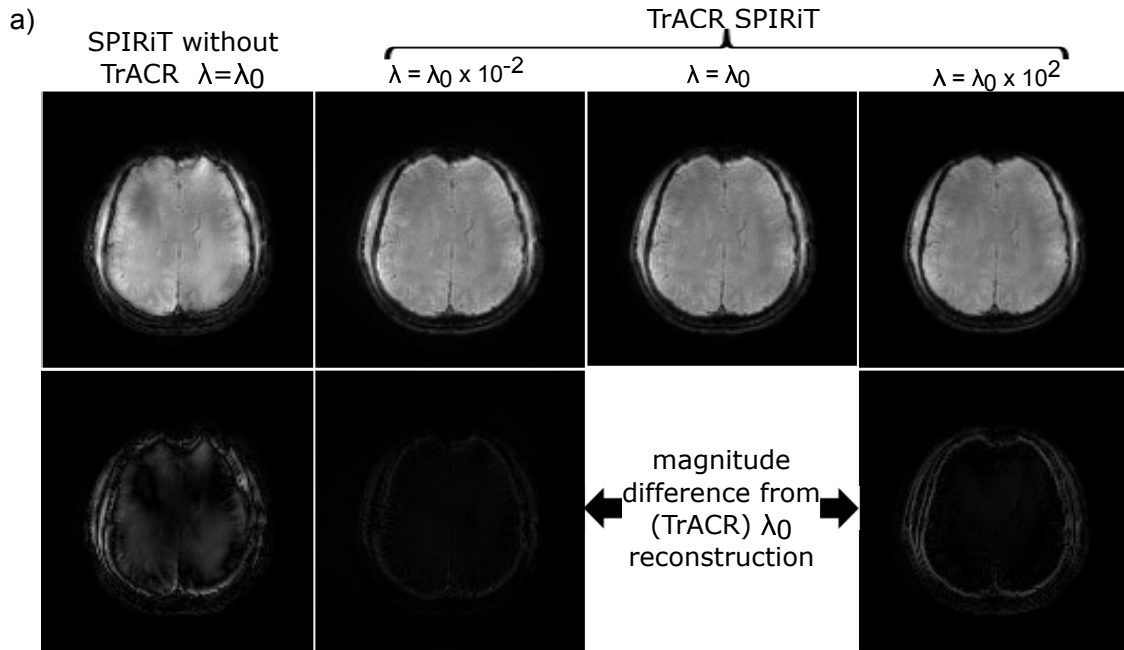 a)
SPIRiT without
TrACR λ=λ0
TrACR SPIRiT
λ = λ0 x 10-2
λ = λ0
λ = λ0 x 102
magnitude
difference from
(TrACR) λ0
reconstruction